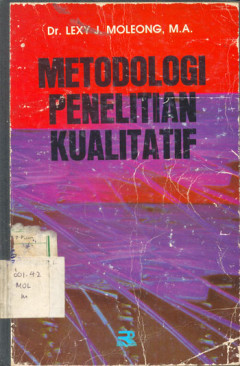 Dr. LEXY J. MOLEONG, M.A.
METODOLOGI
PENELITIAN
KUALITATIF
001.42
MOL
m